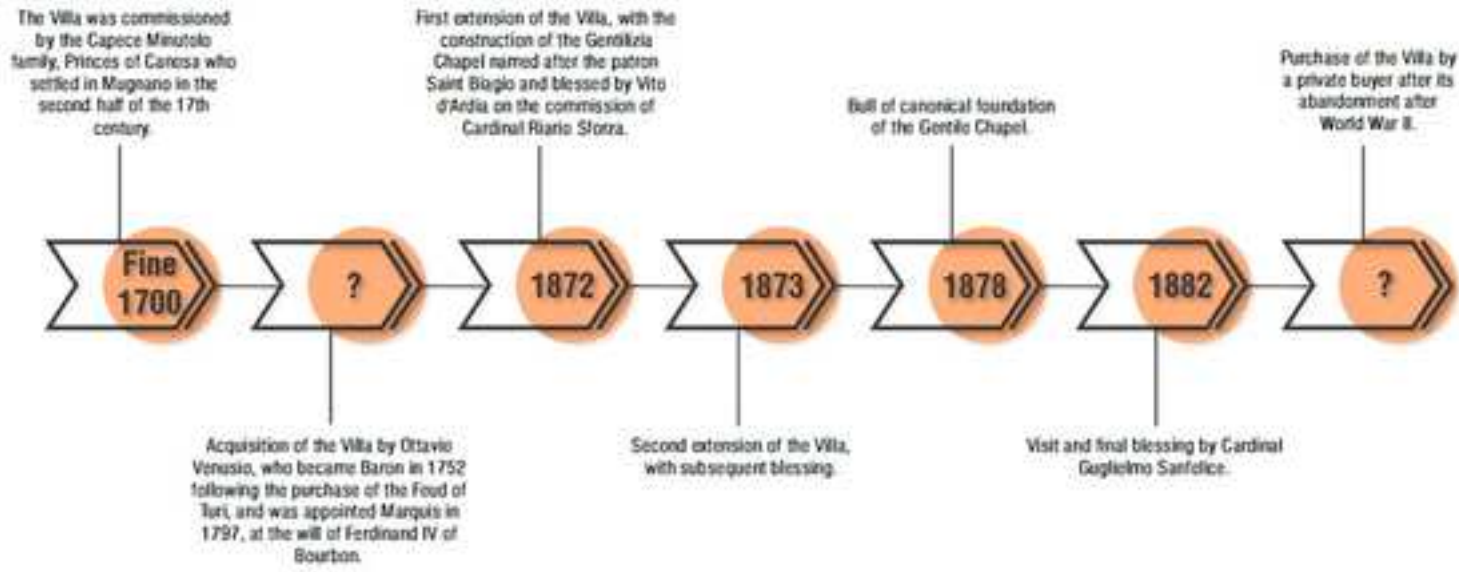 The Villa was commissioned
by the Capece Minutolo
family, Princes of Canosa who
settled in Mugnano in the
second half of the 17th
century.
First extension of the Villa, with the
construction of the Gentilizia
Chapel named after the patron
Saint Biagio and blessed by Vito
d'Ardia on the commission of
Cardinal Riario Sforza.
Bull of canonical foundation
of the Gentile Chapel.
Purchase of the Villa by
a private buyer after its
abandonment after
World War II.
Fine
1700
?
1872
1873
1878
1882
?
Acquisition of the Villa by Ottavio
Venusio, who became Baron in 1752
following the purchase of the Feud of
Turi, and was appointed Marquis in
1797, at the will of Ferdinand IV of
Bourbon.
Second extension of the Villa,
with subsequent blessing.
Visit and final blessing by Cardinal
Guglielmo Sanfelice.